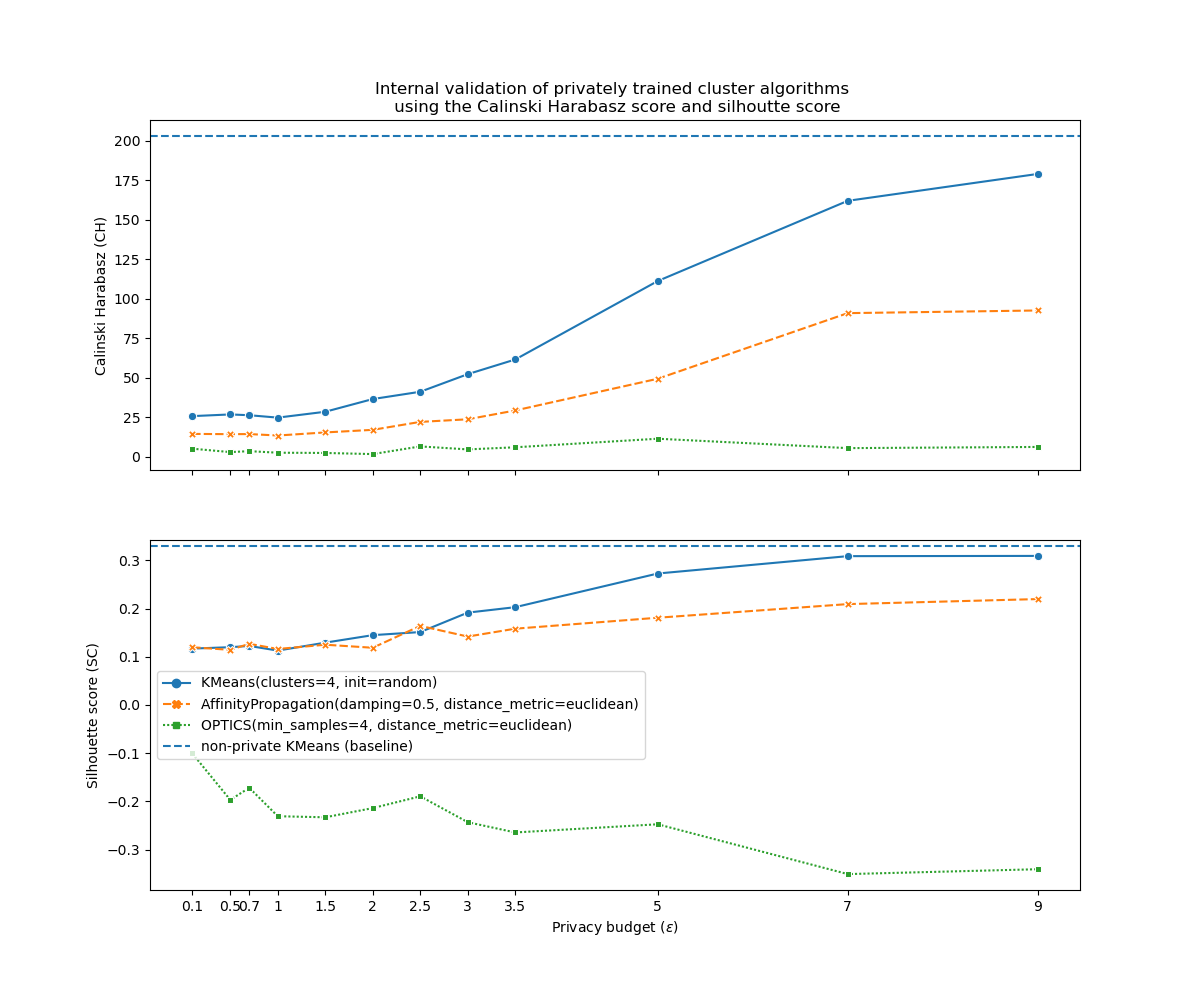 Internal validation of privately trained cluster algorithms
using the Calinski Harabasz score and silhoutte score
200
175
150
125
100
75
50
25
0
Calinski Harabasz (CH)
0.3
0.2
0.1
0.0
−0.1
−0.2
−0.3
Silhouette score (SC)
KMeans(clusters=4, init=random)
AffinityPropagation(damping=0.5, distance_metric=euclidean)
OPTICS(min_samples=4, distance_metric=euclidean)
non-private KMeans (baseline)
0.1 0.5 0.7 1 1.5 2 2.5 3 3.5 5 7 9
Privacy budget (ε)